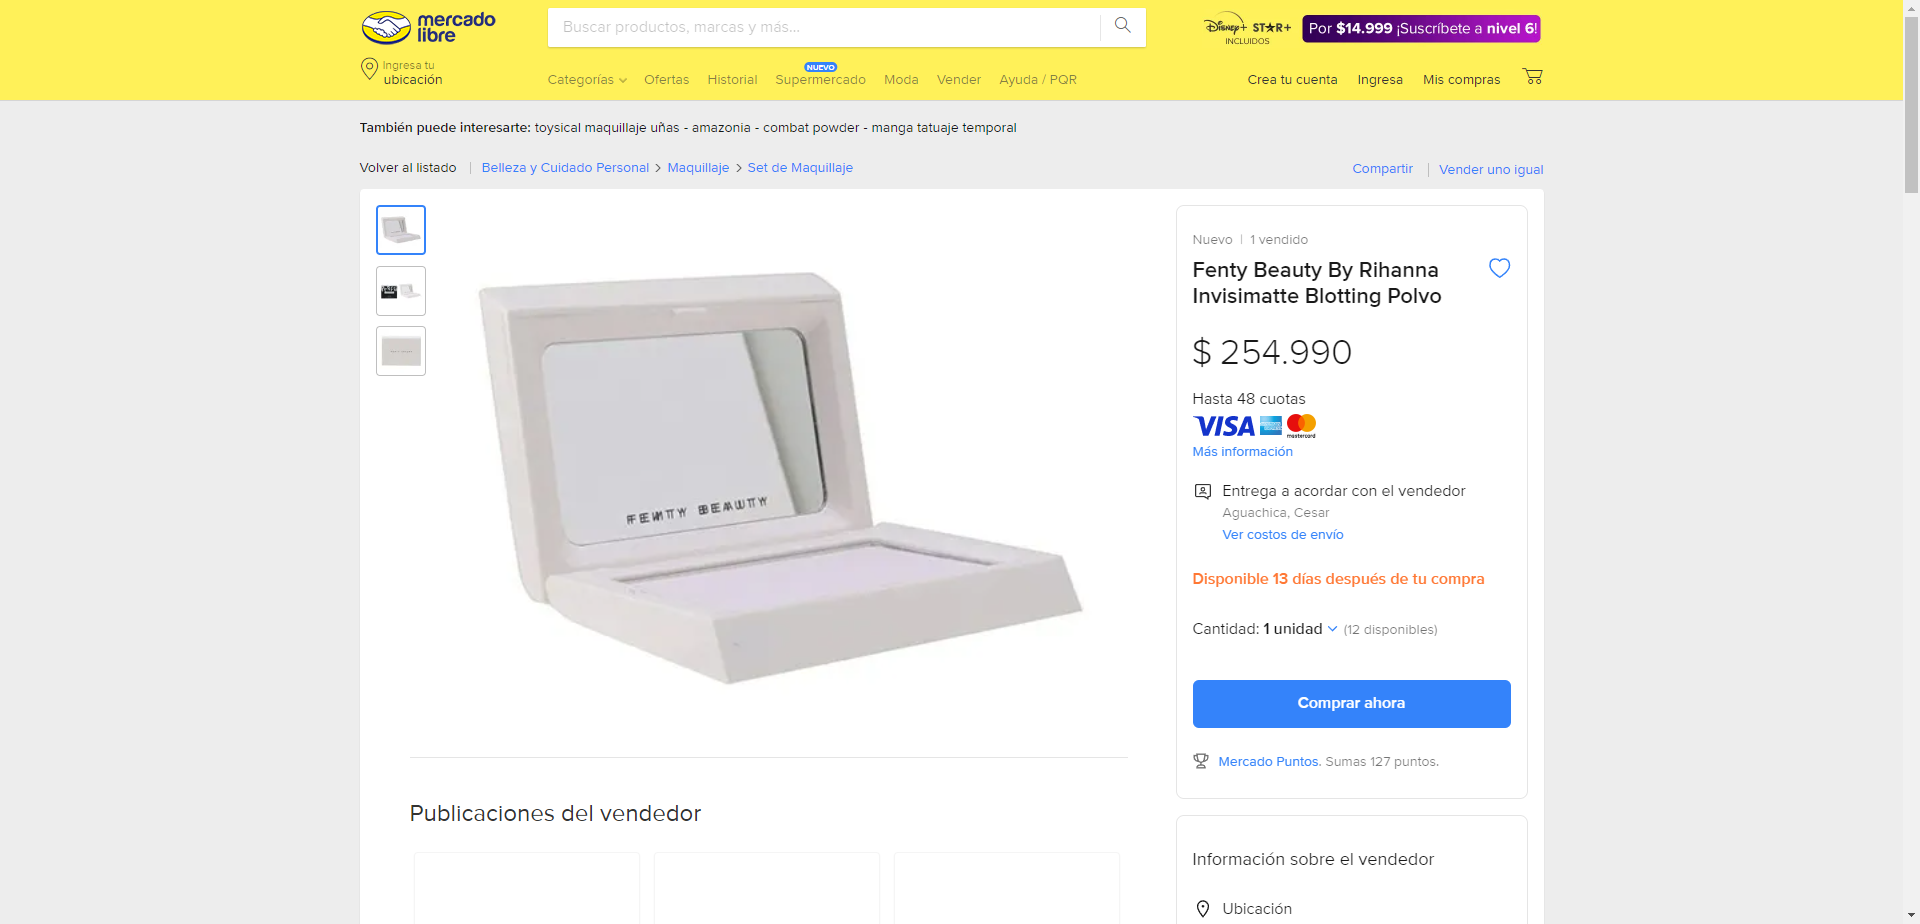 mercado
libre
Buscar productos, marcas y más...
Disney+ STAR+
INCLUIDOS
Por $14.999 ¡Suscríbete a nivel 6!
Ingresa tu
ubicación
Categorías
Ofertas
Historial
NUEVO
Supermercado
Moda
Vender
Ayuda / PQR
Crea tu cuenta
Ingresa
Mis compras
También puede interesarte: toysical maquillaje uñas - amazonia - combat powder - manga tatuaje temporal
Volver al listado | Belleza y Cuidado Personal > Maquillaje > Set de Maquillaje
Compartir | Vender uno igual
FENTY BEAUTY
Nuevo | 1 vendido
Fenty Beauty By Rihanna
Invisimatte Blotting Polvo
$ 254.990
Hasta 48 cuotas
VISA
mastercard
Más información
Entrega a acordar con el vendedor
Aguachica, Cesar
Ver costos de envío
Disponible 13 días después de tu compra
Cantidad: 1 unidad (12 disponibles)
Comprar ahora
Mercado Puntos. Sumas 127 puntos.
Publicaciones del vendedor
Información sobre el vendedor
Ubicación